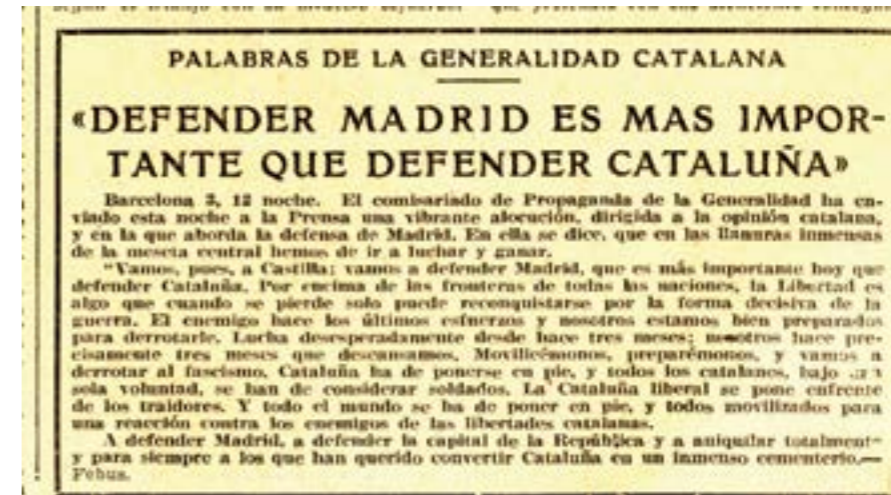 PALABRAS DE LA GENERALIDAD CATALANA
«DEFENDER MADRID ES MAS IMPOR-
TANTE QUE DEFENDER CATALUÑA»
Barcelona 3, 12 noche. El comisariado de Propaganda de la Generalidad ha en-
viado esta noche a la Prensa una vibrante alocución, dirigida a la opinión catalana,
y en la que aborda la defensa de Madrid. En ella se dice, que en las llanuras inmensas
de la meseta central hemos de ir a luchar y ganar.
"Vamos, pues, a Castilla; vamos a defender Madrid, que es más importante hoy que
defender Cataluña. Por encima de las fronteras de todas las naciones, la Libertad es
algo que cuando se pierde solo puede reconquistarse por la forma decisiva de la
guerra. El enemigo hace los últimos esfuerzos y nosotros estamos bien preparados
para derrotarle. Lucha desesperadamente desde hace tres meses; nosotros hace pre-
cisamente tres meses que descansamos. Movilicémonos, preparémonos, y vamos a
derrotar al fascismo. Cataluña ha de ponerse en pie, y todos los catalanes, bajo
sola voluntad, se han de considerar soldados. La Cataluña liberal se pone enfrente
de los traidores. Y todo el mundo se ha de poner en pie, y todos movilizados para
una reacción contra los enemigos de las libertades catalanas.
A defender Madrid, a defender la capital de la República y a aniquilar totalment
y para siempre a los que han querido convertir Cataluña en un inmenso cementerio.—
Febus.